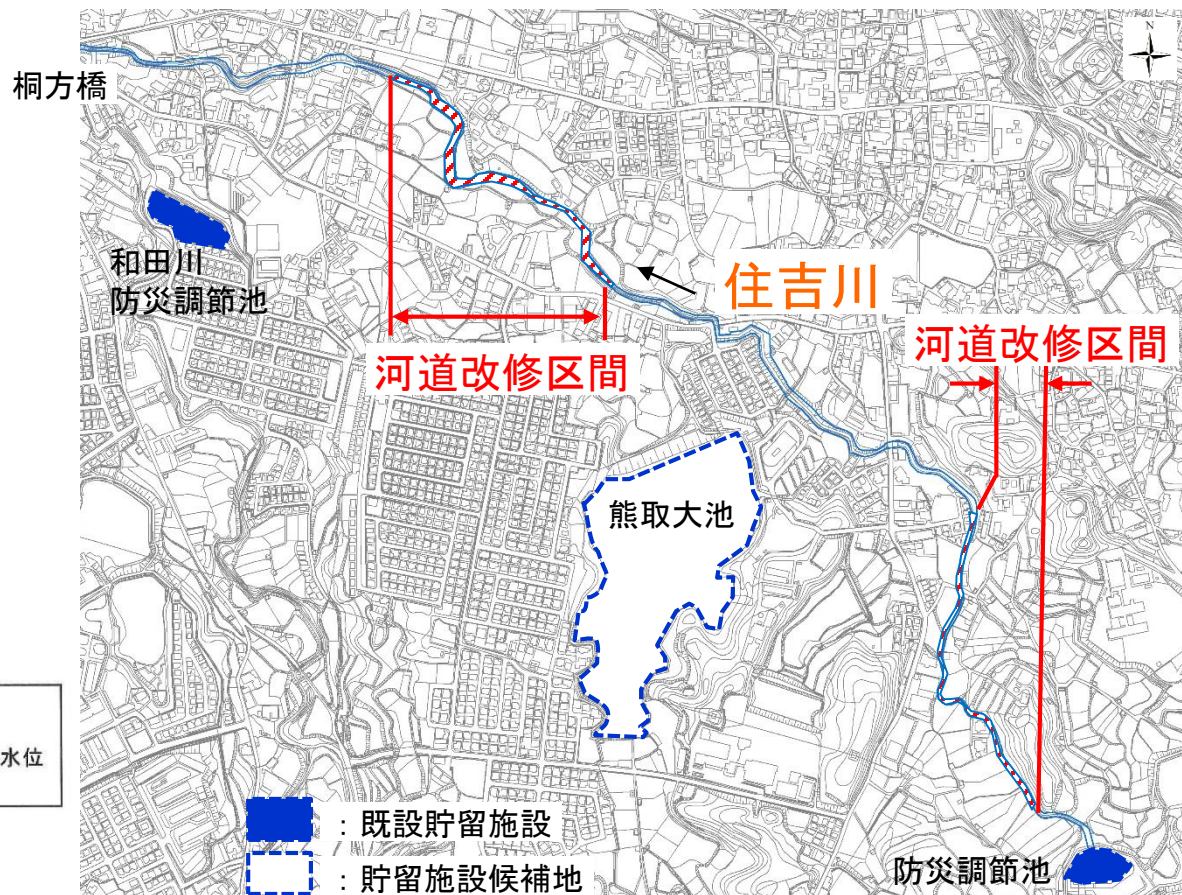 N
桐方橋
和田川
防災調節池
住吉川
河道改修区間
河道改修区間
熊取大池
水位
：既設貯留施設
：貯留施設候補地
防災調節池